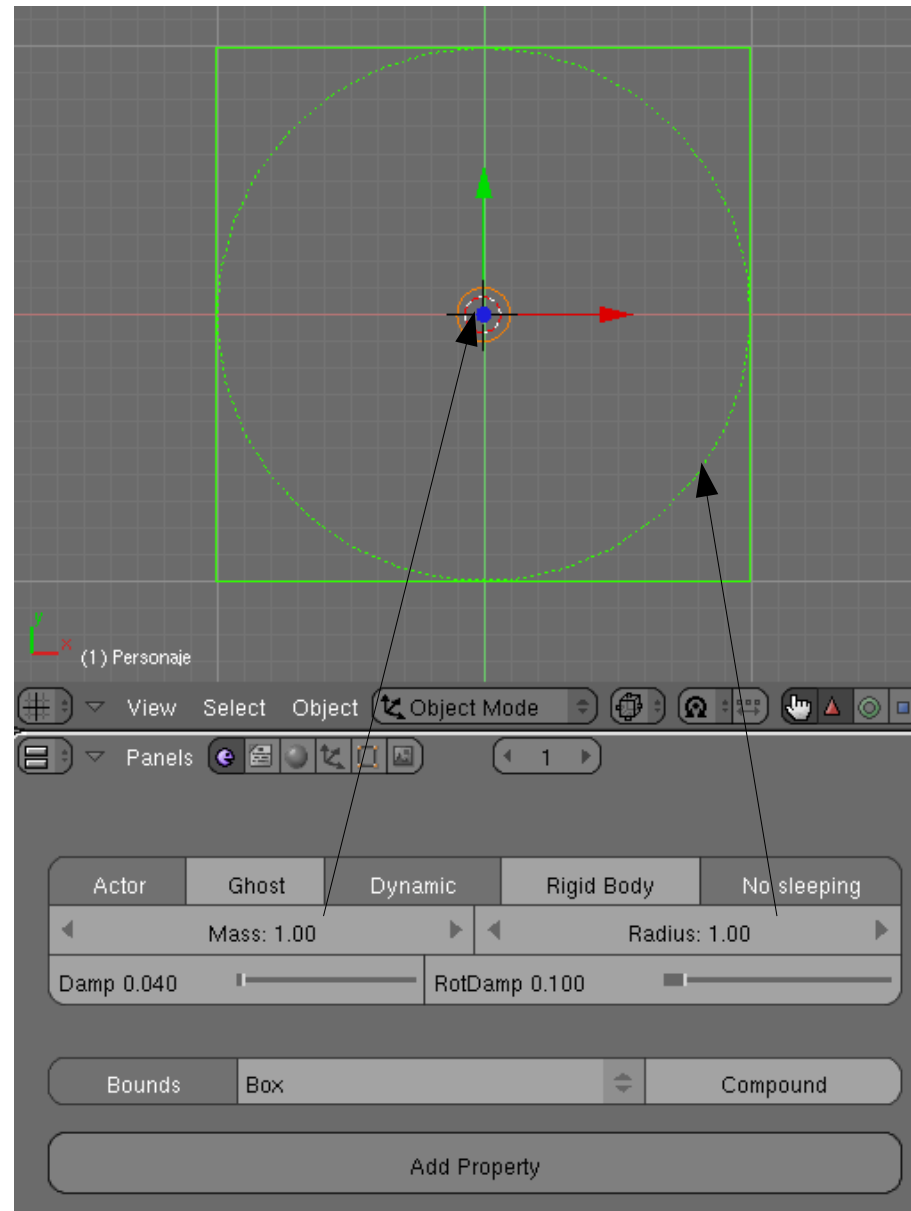 y
x
(1) Personaje
View Select Object Object Mode
Panels 1
Actor Ghost Dynamic Rigid Body No sleeping
Mass: 1.00 Radius: 1.00
Damp 0.040 RotDamp 0.100
Bounds Box Compound
Add Property